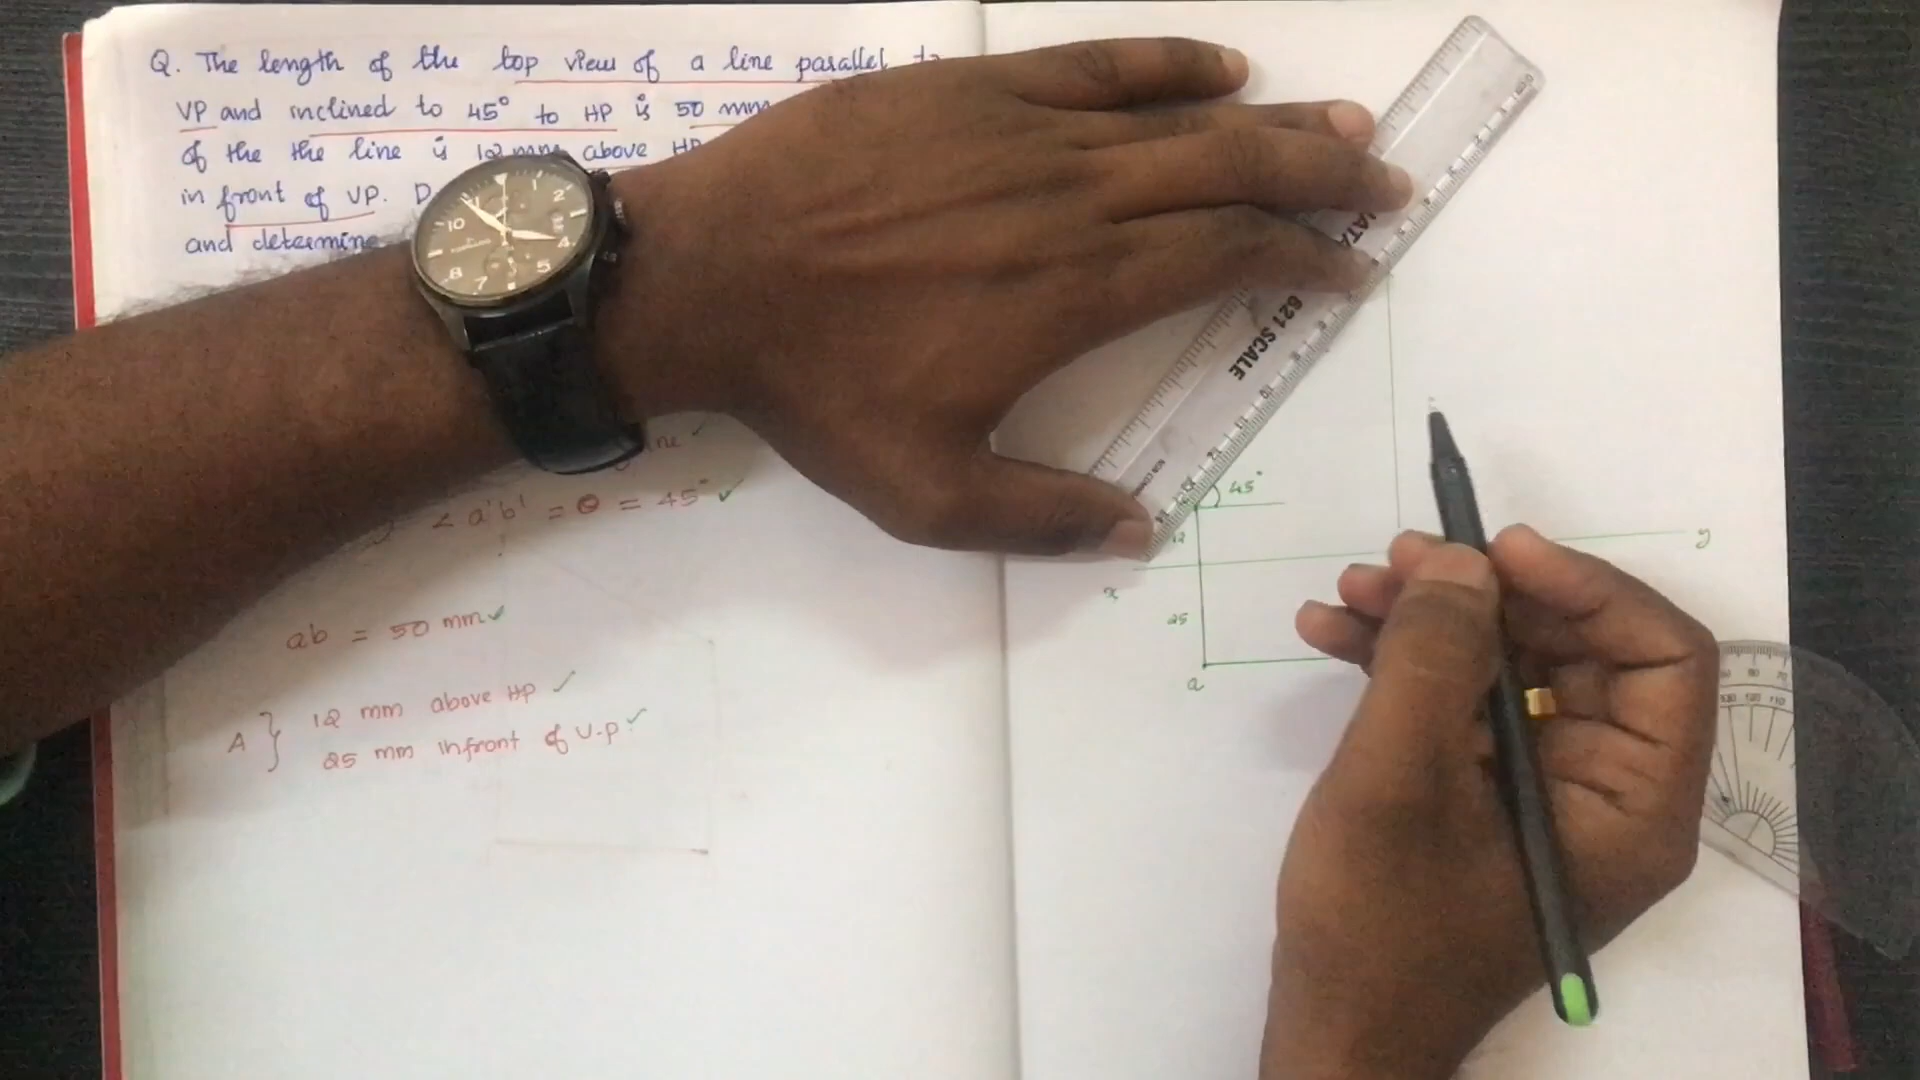 Q. The length of the top view of a line parallel to
VP and inclined to 45° to HP is 50 mm
of the the line is 12 mm above HP
in front of VP. D
and determine
ine ✓
< a'b' = θ = 45° ✓
ab = 50 mm ✓
A } 12 mm above HP ✓
25 mm infront of V.P ✓
45°
12
x
y
25
a
621 SCALE